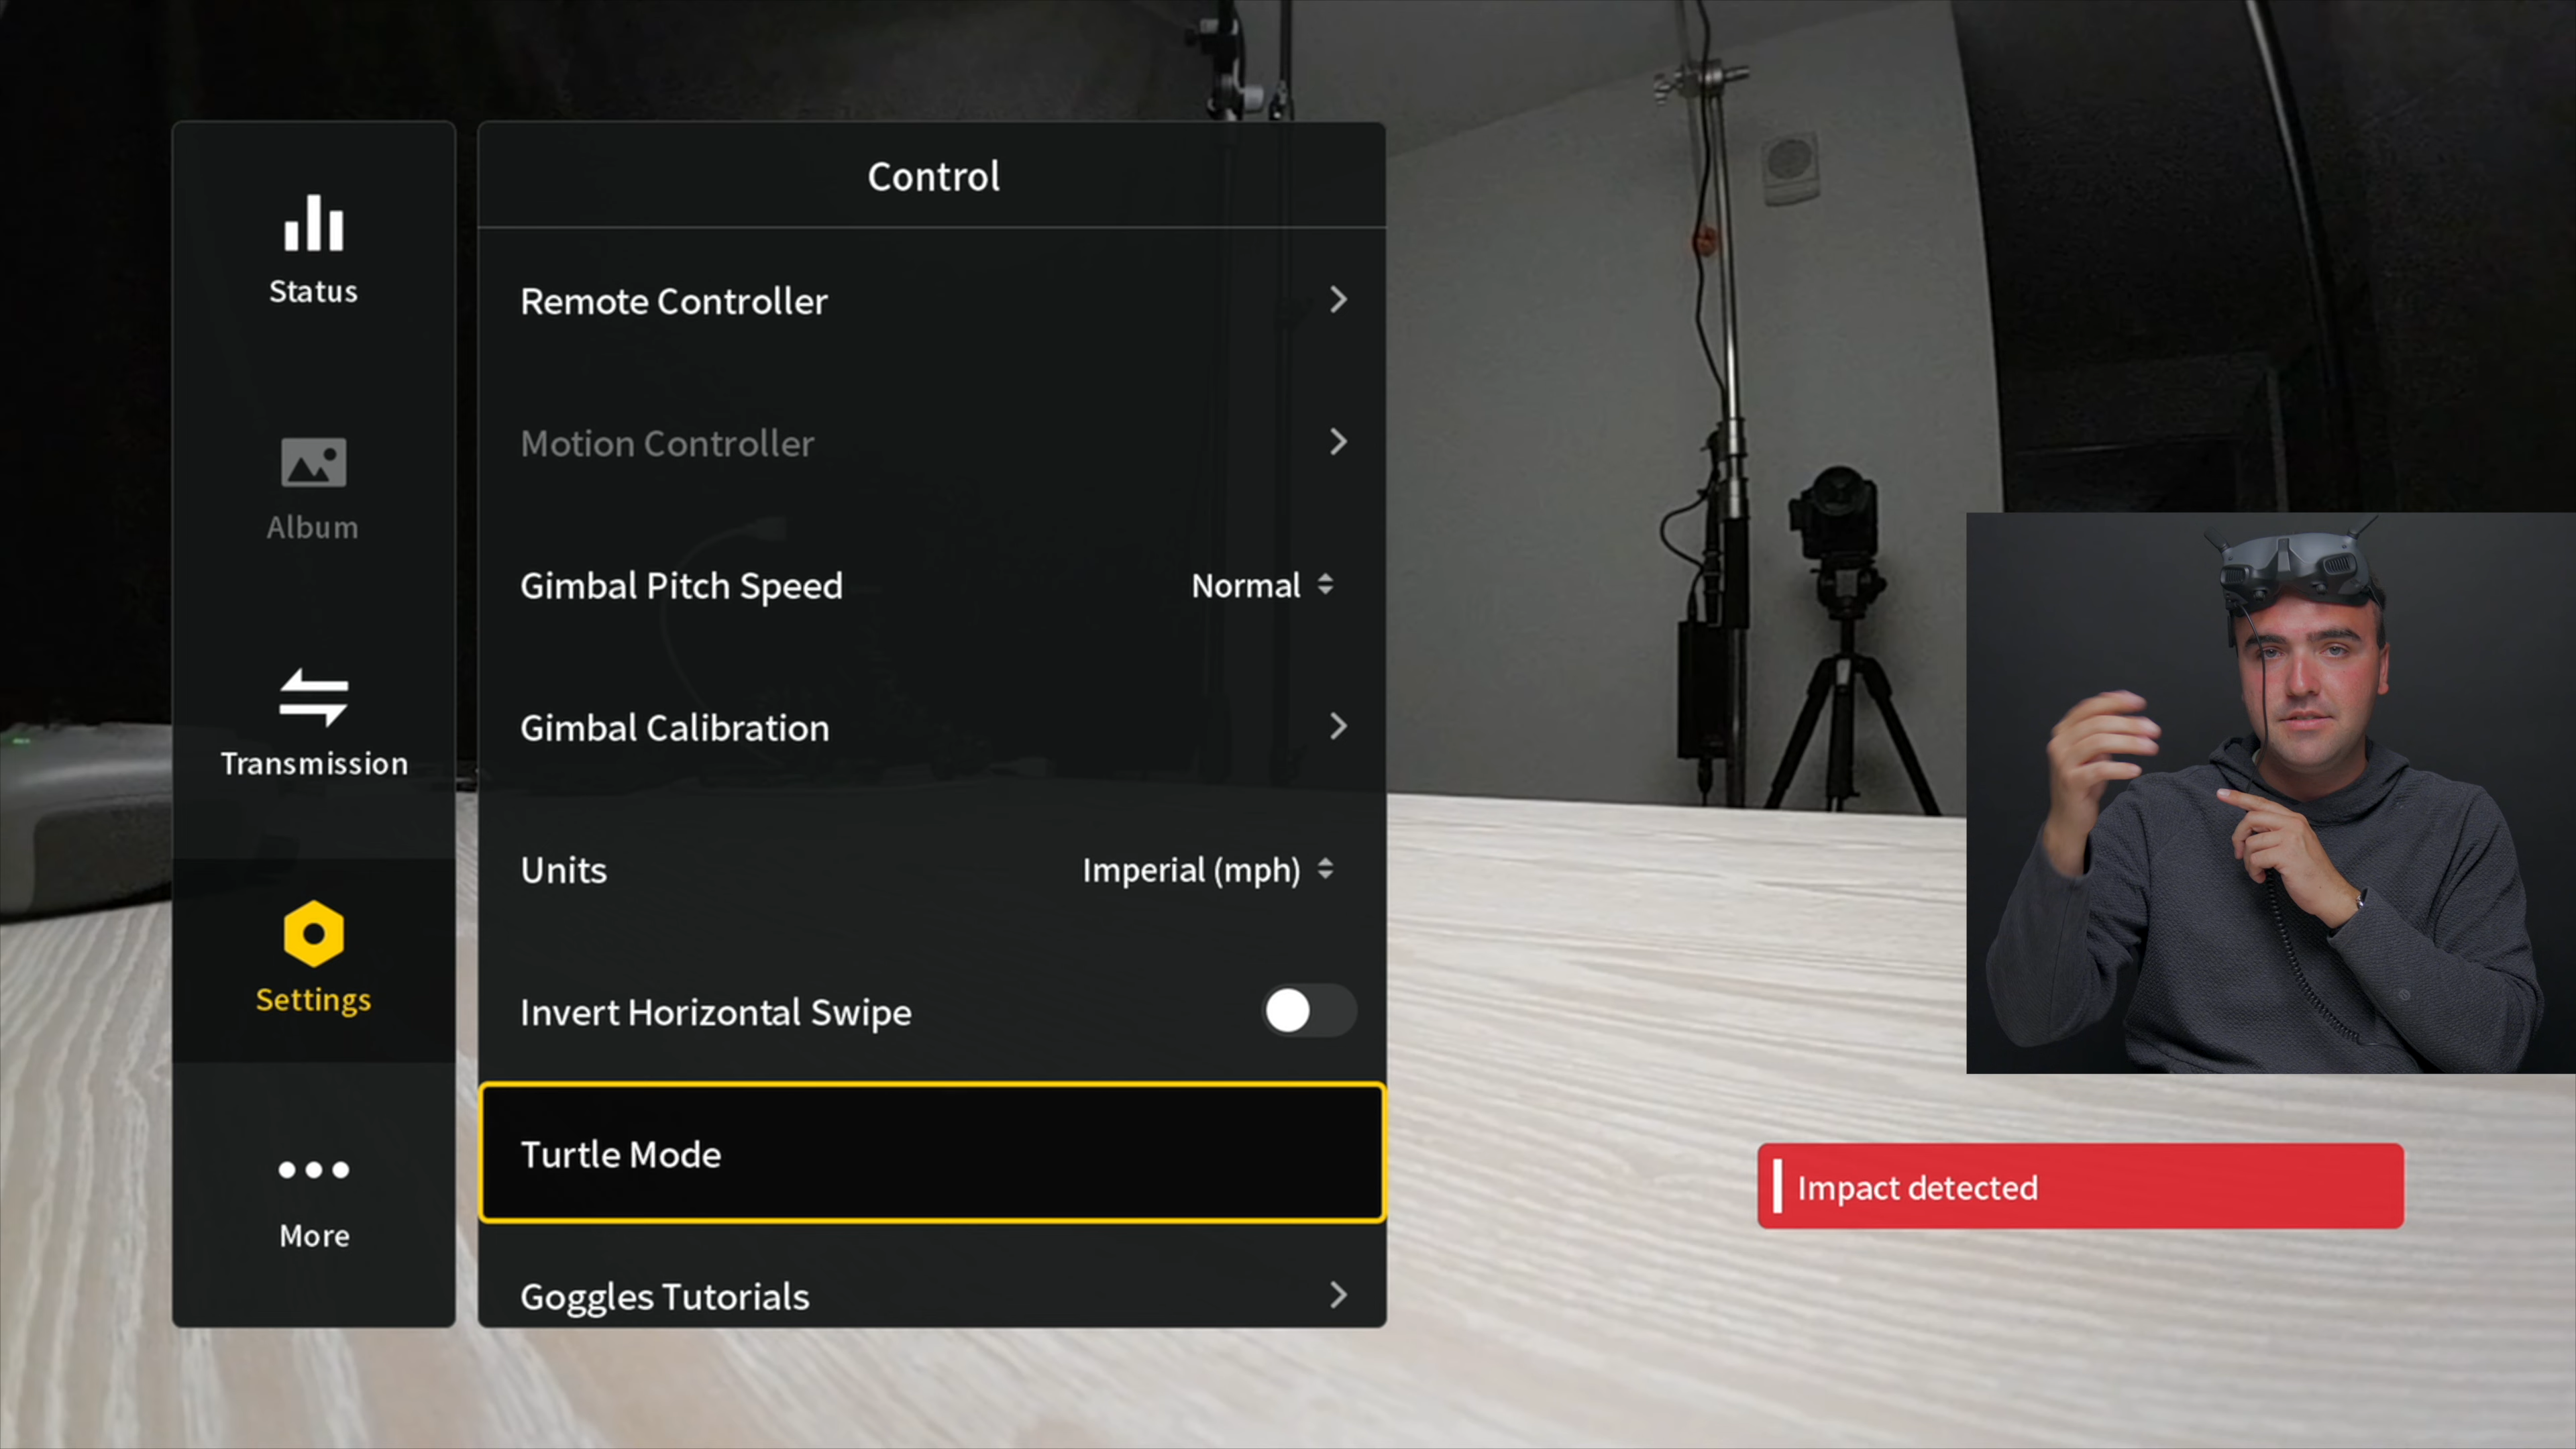 Status
Album
Transmission
Settings
More
Control
Remote Controller
Motion Controller
Gimbal Pitch Speed Normal
Gimbal Calibration
Units Imperial (mph)
Invert Horizontal Swipe
Turtle Mode
Goggles Tutorials
Impact detected